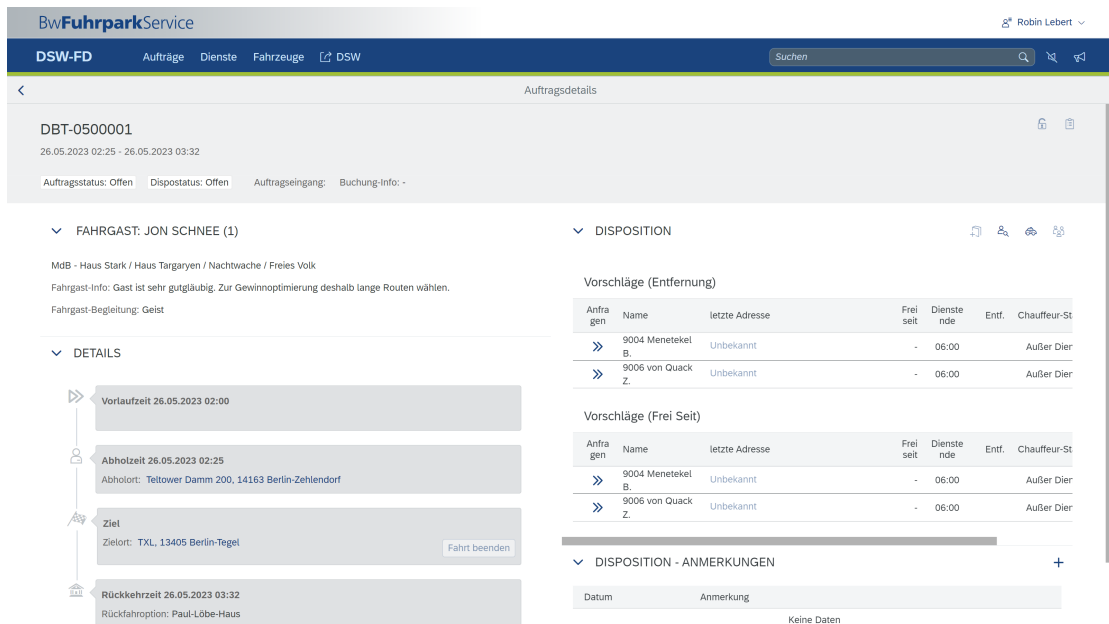 BwFuhrparkService
Robin Lebert
DSW-FD Aufträge Dienste Fahrzeuge DSW Suchen
Auftragsdetails
DBT-0500001
26.05.2023 02:25 - 26.05.2023 03:32
Auftragsstatus: Offen Dispostatus: Offen Auftragseingang: Buchung-Info: -
FAHRGAST: JON SCHNEE (1)
MdB - Haus Stark / Haus Targaryen / Nachtwache / Freies Volk
Fahrgast-Info: Gast ist sehr gutgläubig. Zur Gewinnoptimierung deshalb lange Routen wählen.
Fahrgast-Begleitung: Geist
DETAILS
Vorlaufzeit 26.05.2023 02:00
Abholzeit 26.05.2023 02:25
Abholort: Teltower Damm 200, 14163 Berlin-Zehlendorf
Ziel
Zielort: TXL, 13405 Berlin-Tegel
Fahrt beenden
Rückkehrzeit 26.05.2023 03:32
Rückfahroption: Paul-Löbe-Haus
DISPOSITION
Vorschläge (Entfernung)
Anfra
gen
Name letzte Adresse
Frei
seit
Dienste
nde
Entf. Chauffeur-St
9004 Menetekel
B.
Unbekannt - 06:00 Außer Dier
9006 von Quack
Z.
Unbekannt - 06:00 Außer Dier
Vorschläge (Frei Seit)
Anfra
gen
Name letzte Adresse
Frei
seit
Dienste
nde
Entf. Chauffeur-St
9004 Menetekel
B.
Unbekannt - 06:00 Außer Dier
9006 von Quack
Z.
Unbekannt - 06:00 Außer Dier
DISPOSITION - ANMERKUNGEN
Datum Anmerkung
Keine Daten